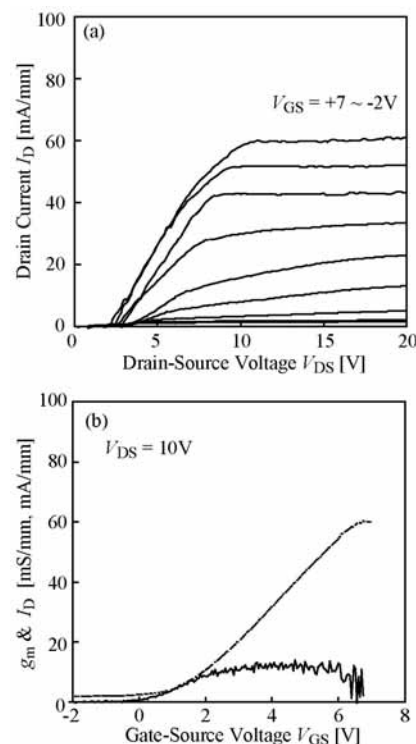 (a)
100
80
60
40
20
0
Drain Current I_D [mA/mm]
V_GS = +7 ~ -2V
5
10
15
20
Drain-Source Voltage V_DS [V]
(b)
100
80
60
40
20
0
g_m & I_D [mS/mm, mA/mm]
V_DS = 10V
-2
0
2
4
6
8
Gate-Source Voltage V_GS [V]